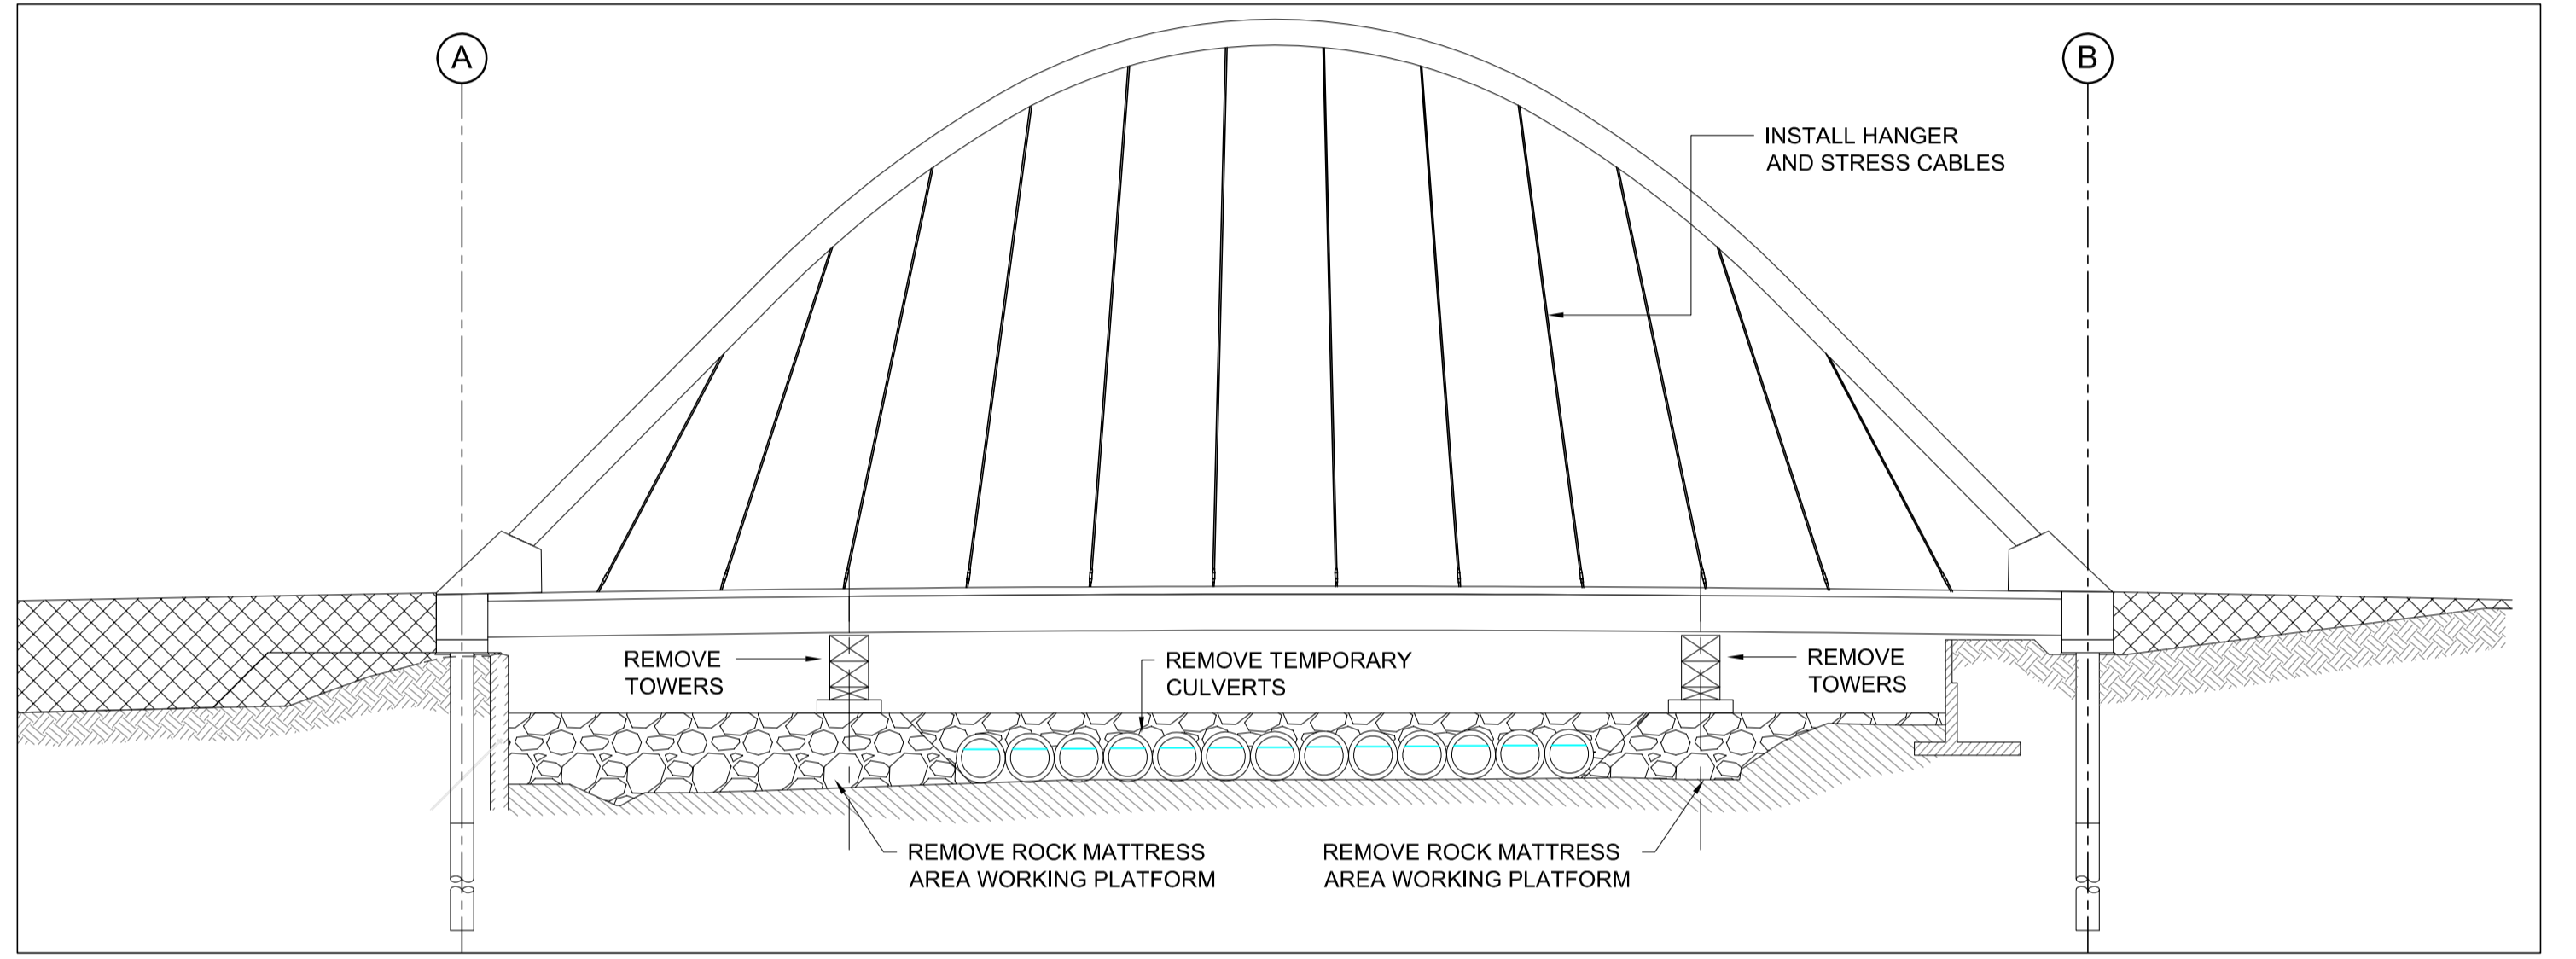 A
B
INSTALL HANGER
AND STRESS CABLES
REMOVE
TOWERS
REMOVE TEMPORARY
CULVERTS
REMOVE
TOWERS
REMOVE ROCK MATTRESS
AREA WORKING PLATFORM
REMOVE ROCK MATTRESS
AREA WORKING PLATFORM